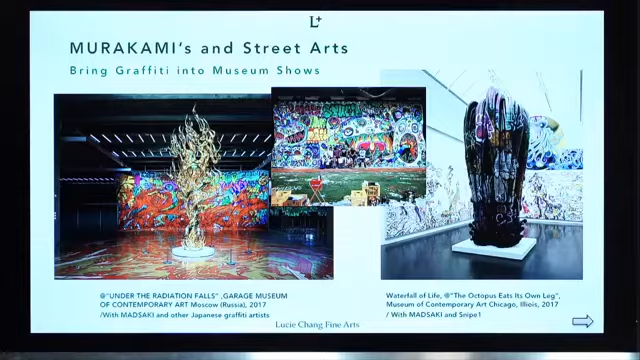 L+
MURAKAMI's and Street Arts
Bring Graffiti into Museum Shows
@"UNDER THE RADIATION FALLS" ,GARAGE MUSEUM
OF CONTEMPORARY ART Moscow (Russia), 2017
/With MADSAKI and other Japanese graffiti artists
Waterfall of Life, @"The Octopus Eats Its Own Leg",
Museum of Contemporary Art Chicago, Illiois, 2017
/ With MADSAKI and Snipe1
Lucie Chang Fine Arts